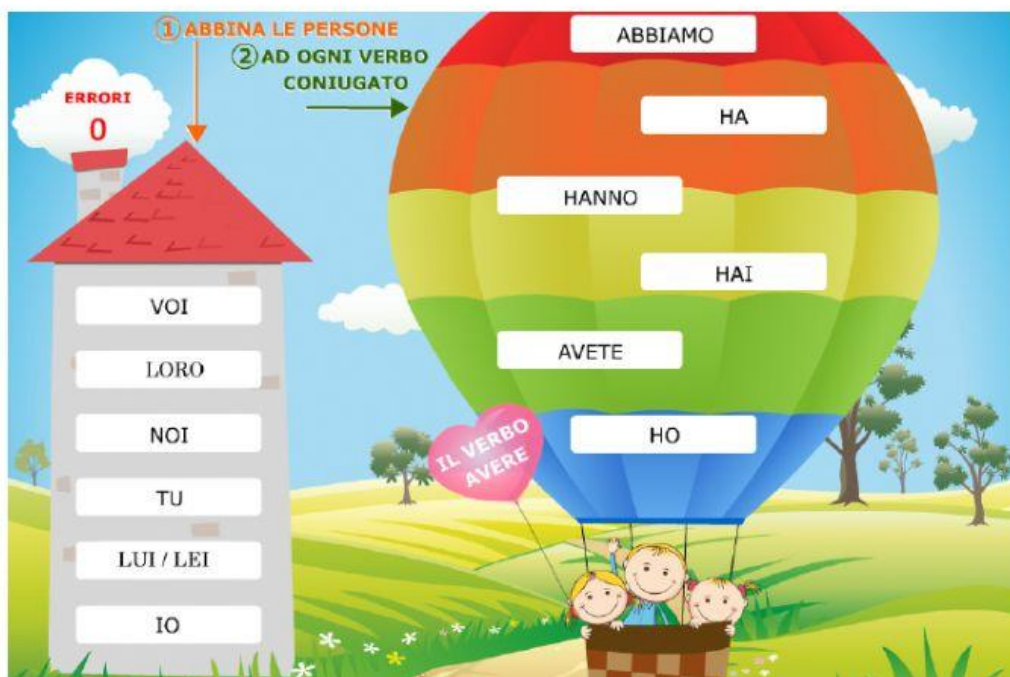 ① ABBINA LE PERSONE
② AD OGNI VERBO
CONIUGATO
ERRORI
0
VOI
LORO
NOI
TU
LUI / LEI
IO
ABBIAMO
HA
HANNO
HAI
AVETE
HO
IL VERBO
AVERE